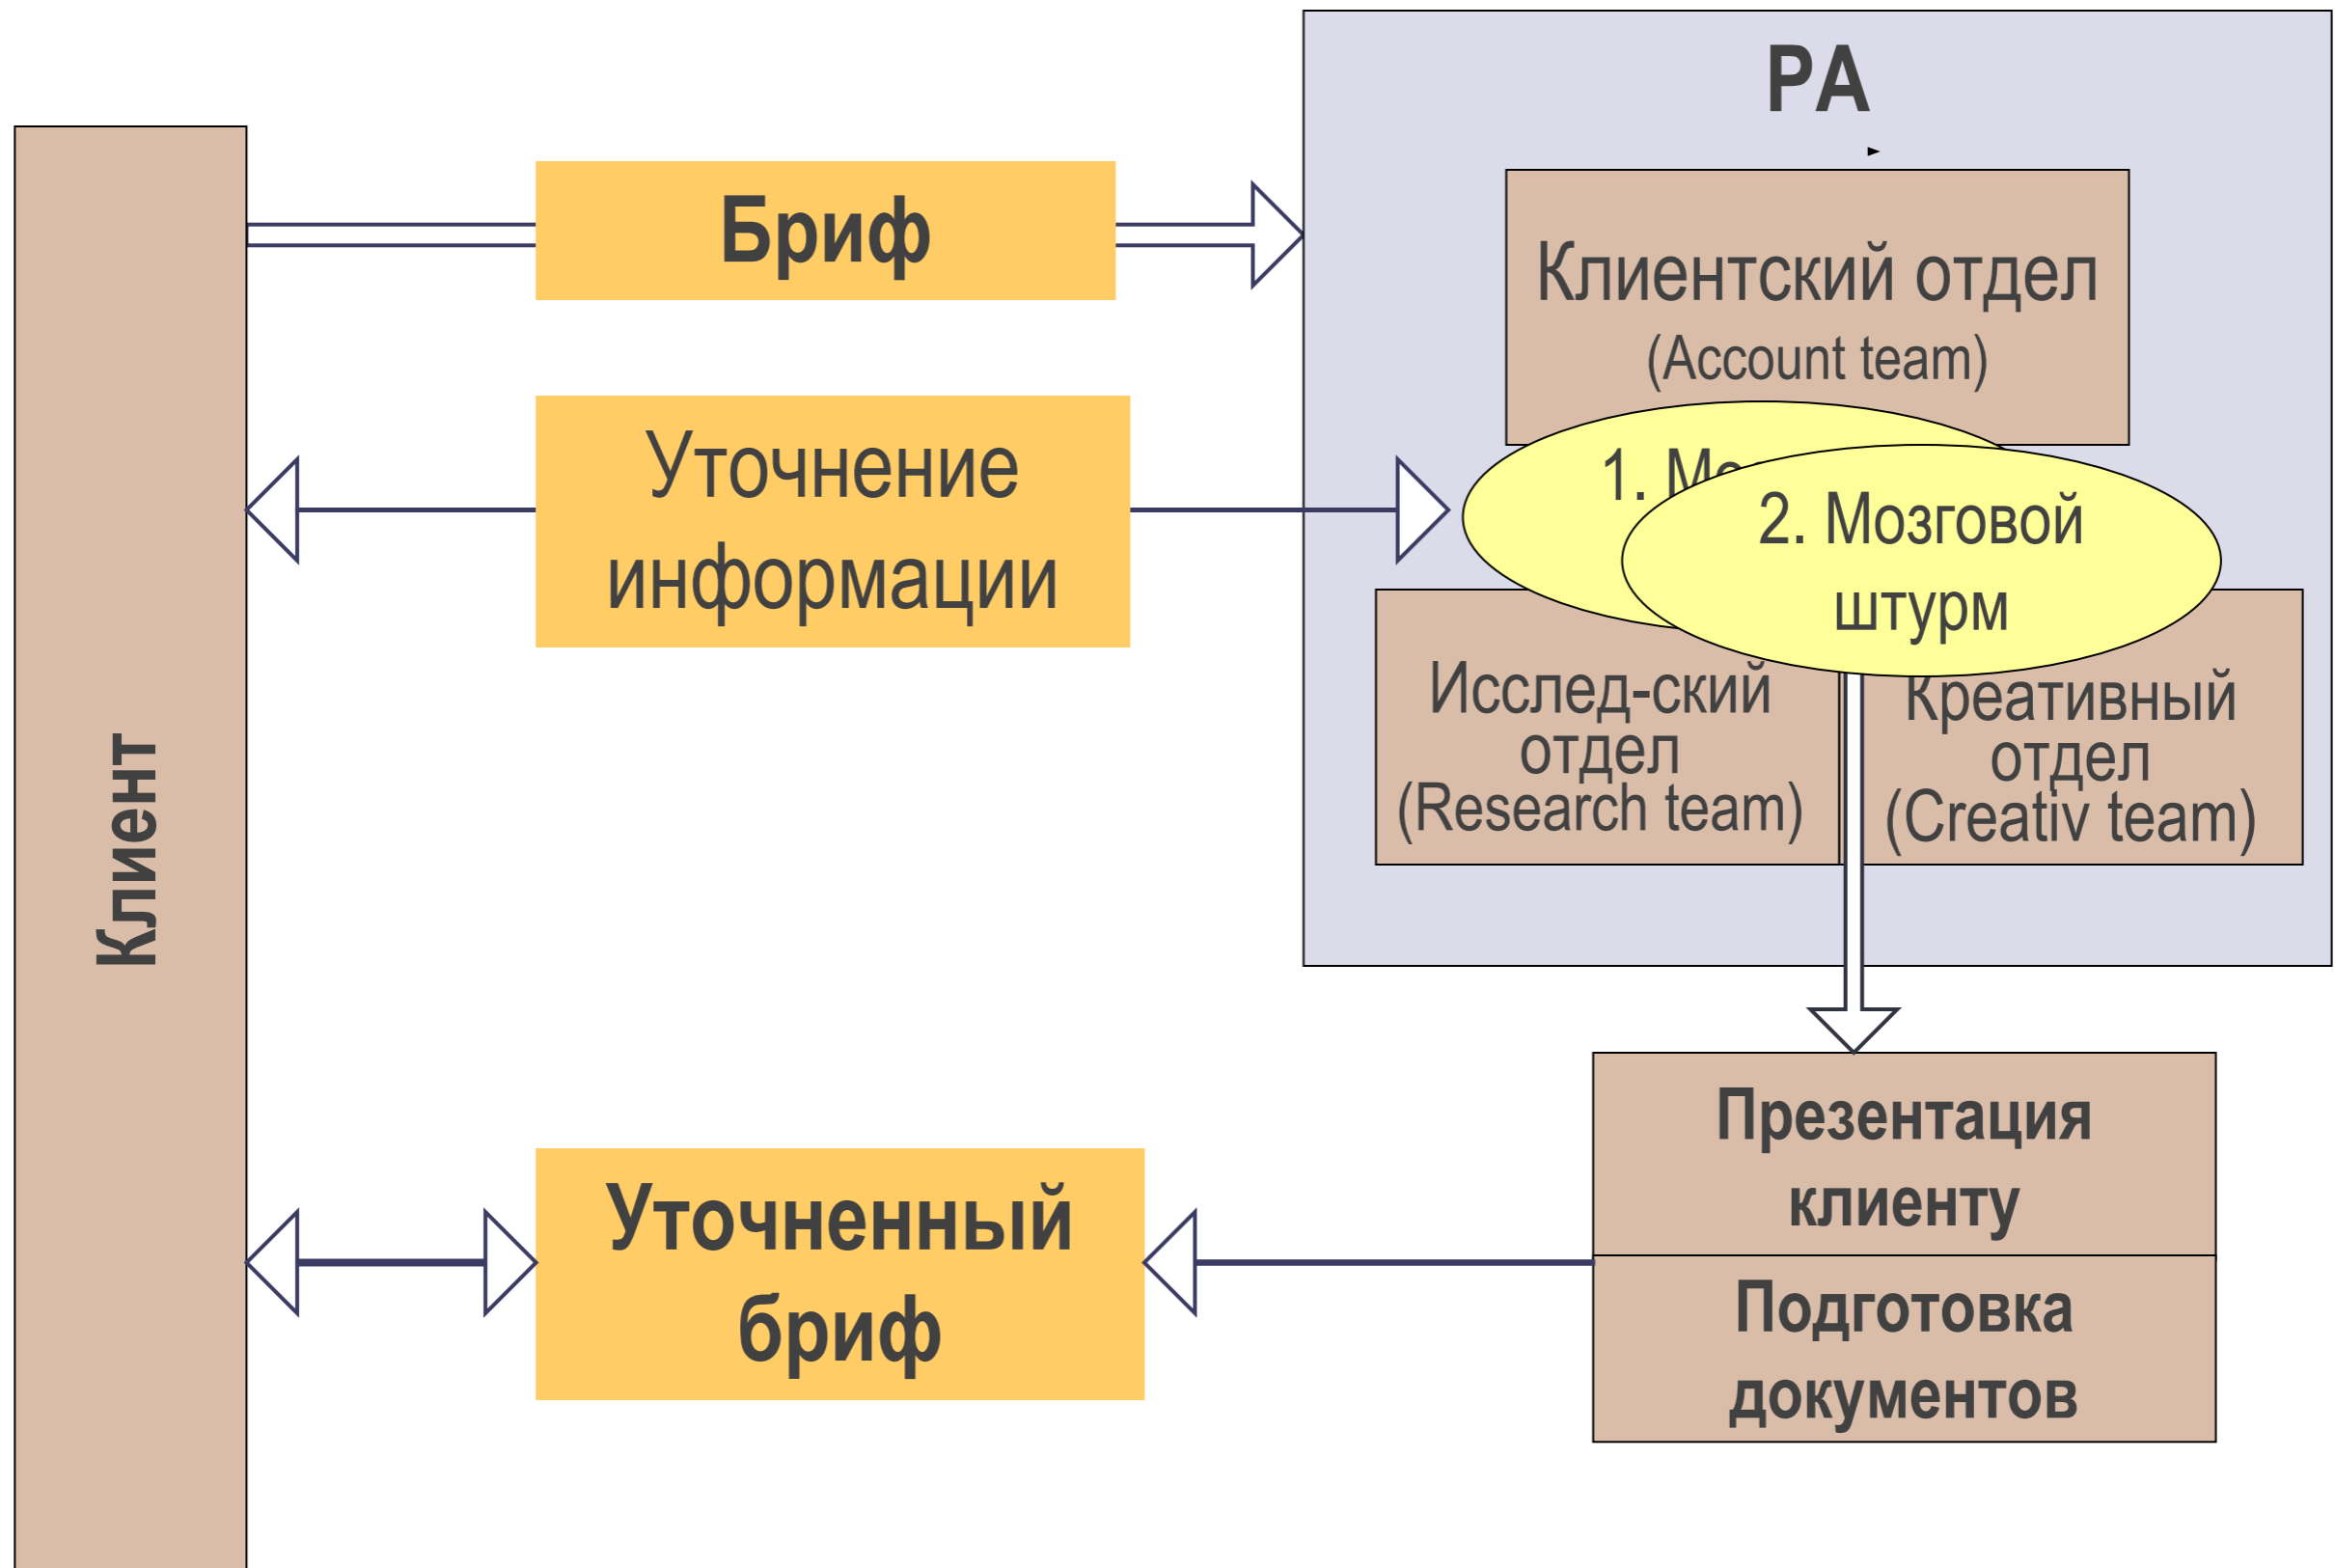 РА
Клиент
Бриф
Клиентский отдел
(Account team)
Уточнение
информации
1.
2. Мозговой
штурм
Исслед-ский
отдел
(Research team)
Креативный
отдел
(Creativ team)
Презентация
клиенту
Уточненный
бриф
Подготовка
документов